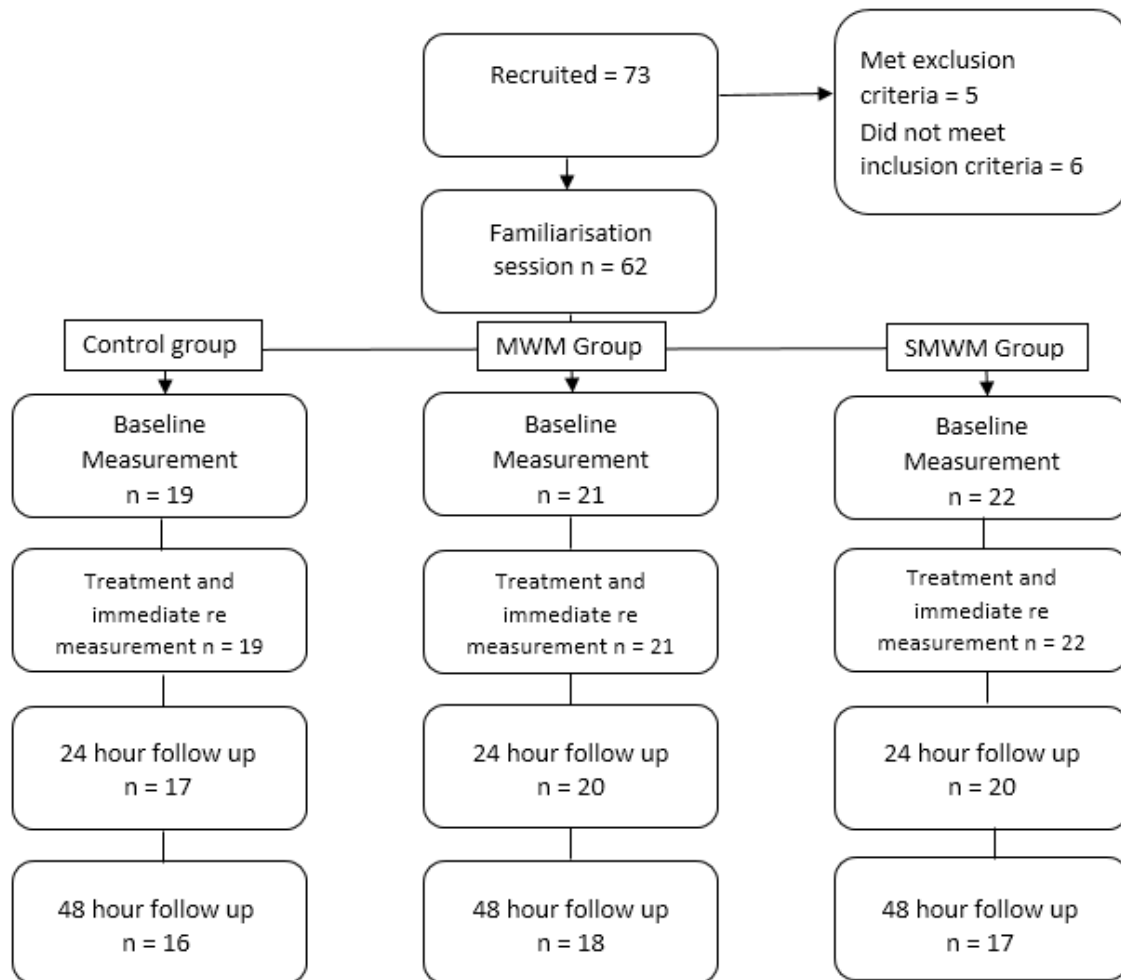 Recruited = 73
Met exclusion
criteria = 5
Did not meet
inclusion criteria = 6
Familiarisation
session n = 62
Control group
MWM Group
SMWM Group
Baseline
Measurement
n = 19
Baseline
Measurement
n = 21
Baseline
Measurement
n = 22
Treatment and
immediate re
measurement n = 19
Treatment and
immediate re
measurement n = 21
Treatment and
immediate re
measurement n = 22
24 hour follow up
n = 17
24 hour follow up
n = 20
24 hour follow up
n = 20
48 hour follow up
n = 16
48 hour follow up
n = 18
48 hour follow up
n = 17